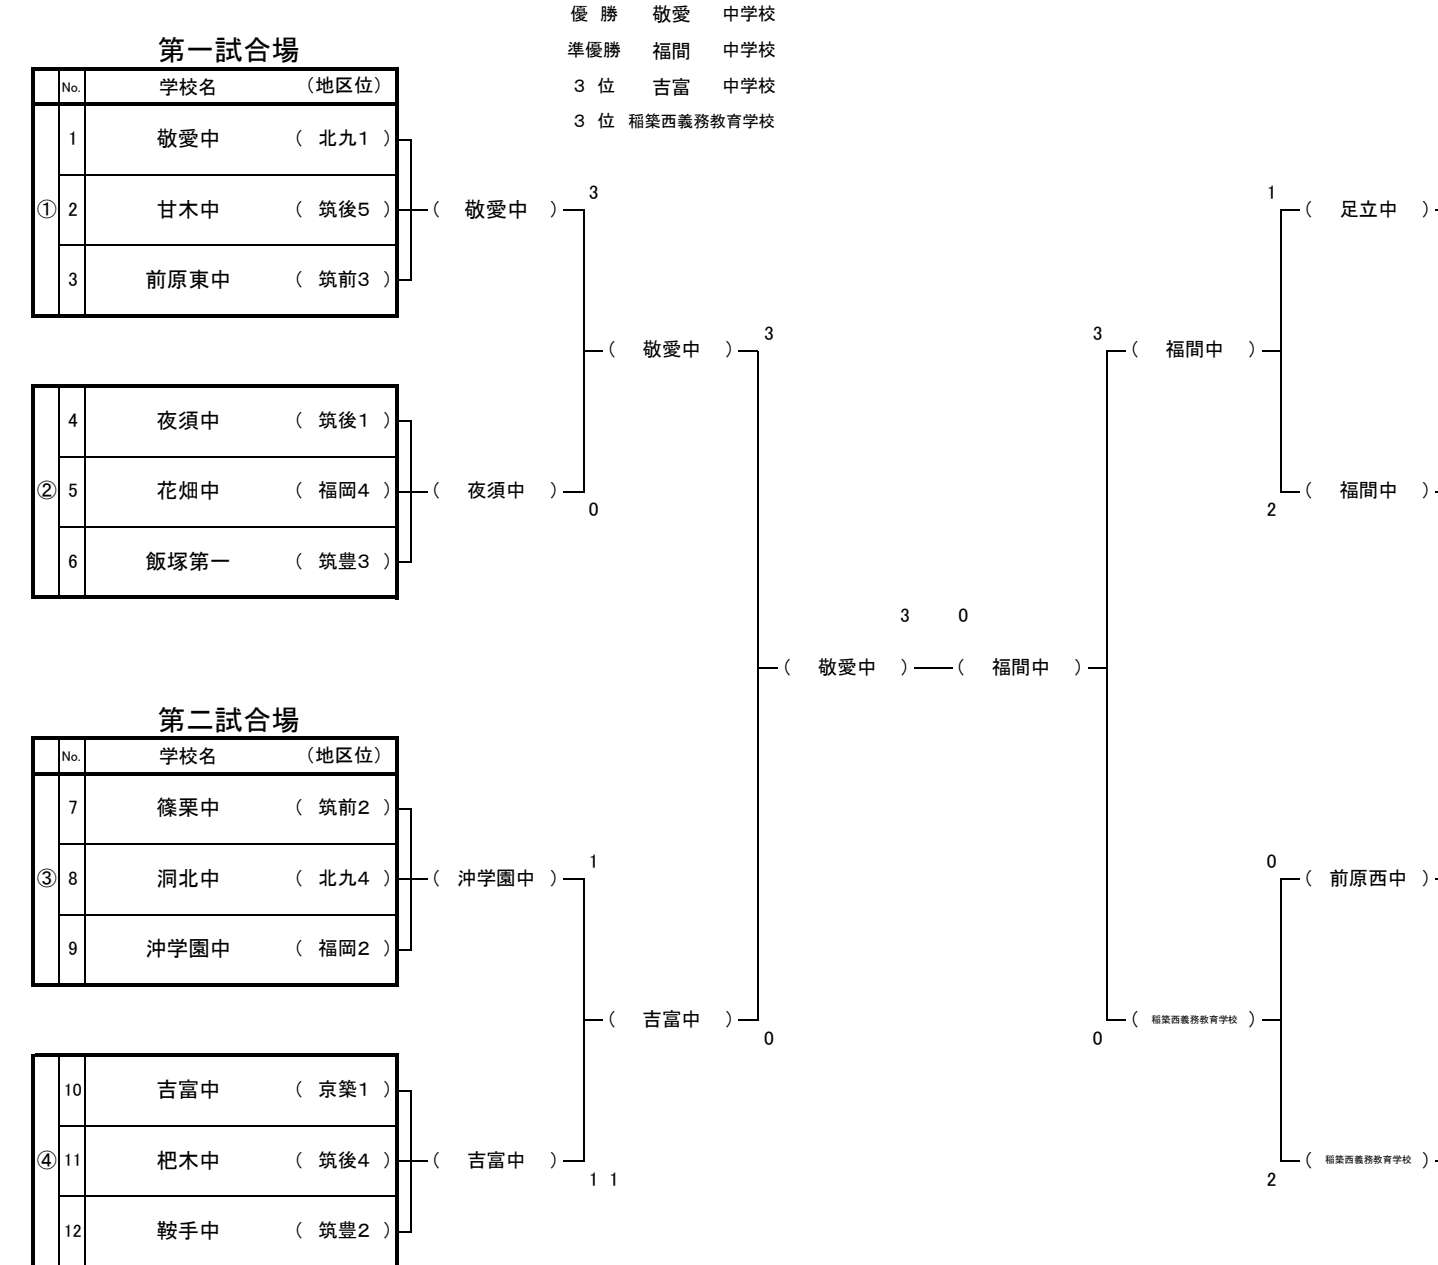 優 勝 敬愛 中学校
準優勝 福間 中学校
3 位 吉富 中学校
3 位 稲築西義務教育学校
第一試合場
No. 学校名 （地区位）
① 
1 敬愛中 （ 北九1 ）
2 甘木中 （ 筑後5 ）
3 前原東中 （ 筑前3 ）
（ 敬愛中 ） 3
（ 敬愛中 ） 3
②
4 夜須中 （ 筑後1 ）
5 花畑中 （ 福岡4 ）
6 飯塚第一 （ 筑豊3 ）
（ 夜須中 ） 0
第二試合場
No. 学校名 （地区位）
③
7 篠栗中 （ 筑前2 ）
8 洞北中 （ 北九4 ）
9 沖学園中 （ 福岡2 ）
（ 沖学園中 ） 1
（ 吉富中 ） 0
④
10 吉富中 （ 京築1 ）
11 杷木中 （ 筑後4 ）
12 鞍手中 （ 筑豊2 ）
（ 吉富中 ） 1 1
3 0
（ 敬愛中 ） （ 福間中 ）
1 （ 足立中 ）
3 （ 福間中 ）
2 （ 福間中 ）
0 （ 前原西中 ）
0 （ 稲築西義務教育学校 ）
2 （ 稲築西義務教育学校 ）